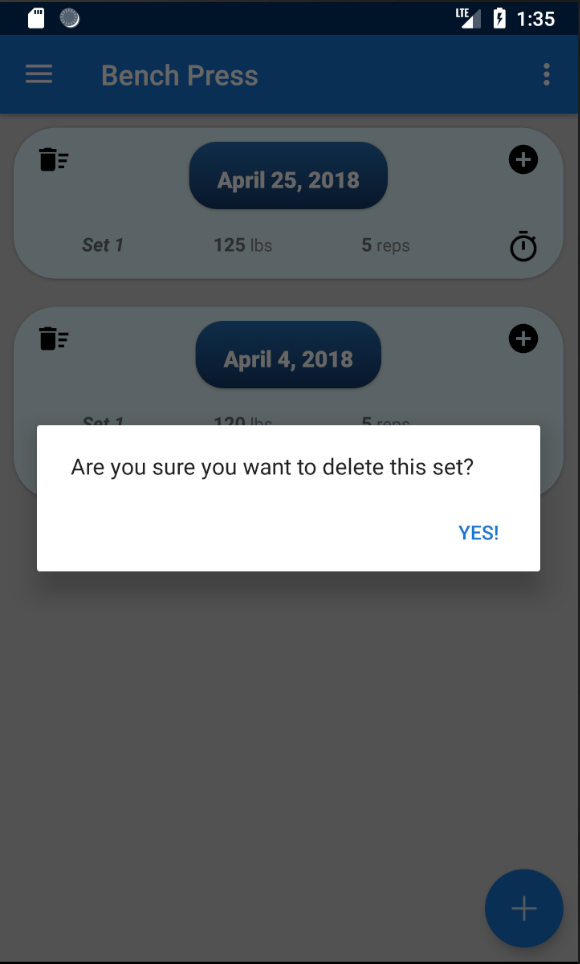 LTE 1:35
Bench Press
April 25, 2018
Set 1 125 lbs 5 reps
April 4, 2018
Set 1 120 lbs 5 reps
Are you sure you want to delete this set?
YES!